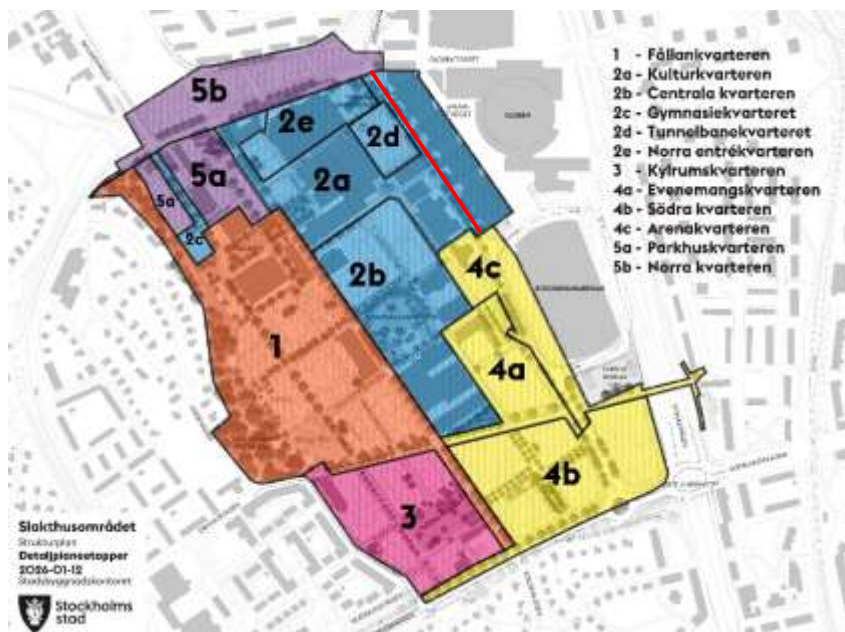 1 - Fållankvarteren
2a - Kulturkvarteren
2b - Centrala kvarteren
2c - Gymnasiekvarteret
2d - Tunnelbanekvarteret
2e - Norra entrékvarteren
3 - Kylrumskvarteren
4a - Evenemangskvarteren
4b - Södra kvarteren
4c - Arenakvarteren
5a - Parkhuskvarteren
5b - Norra kvarteren
5b
2e
2d
5a
2a
5a
2c
2b
4c
1
4a
4b
3
Slakthusområdet
Strukturplan
Detaljplaneetapper
2026-01-12
Stadsbyggnadskontoret
Stockholms
stad